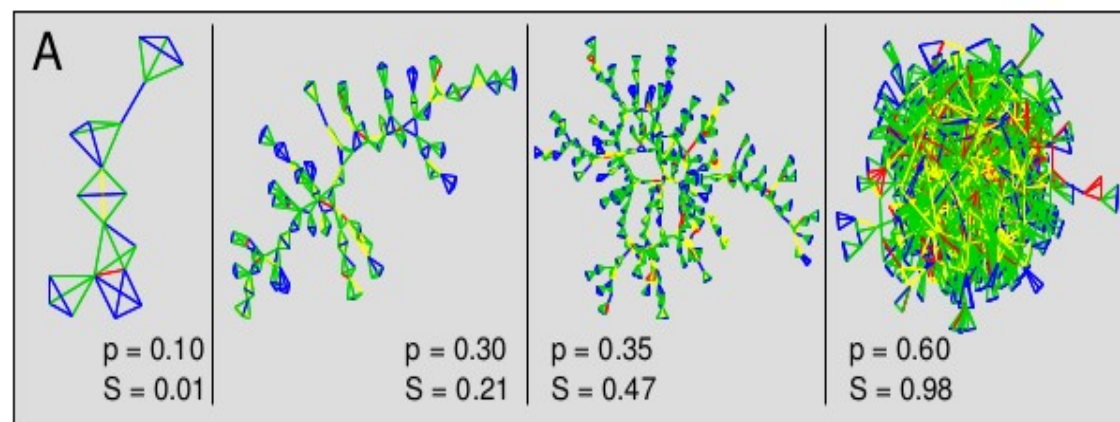 A
p = 0.10
S = 0.01
p = 0.30
S = 0.21
p = 0.35
S = 0.47
p = 0.60
S = 0.98